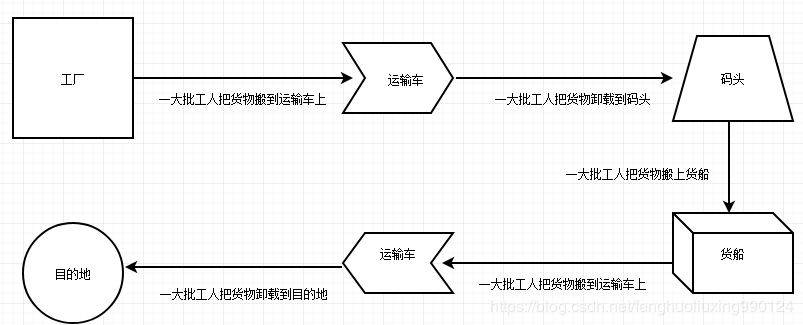 工厂
一大批工人把货物搬到运输车上
运输车
一大批工人把货物卸载到码头
码头
一大批工人把货物搬上货船
货船
一大批工人把货物搬到运输车上
运输车
一大批工人把货物卸载到目的地
目的地
https://blog.csdn.net/fenghuoliuxing990124